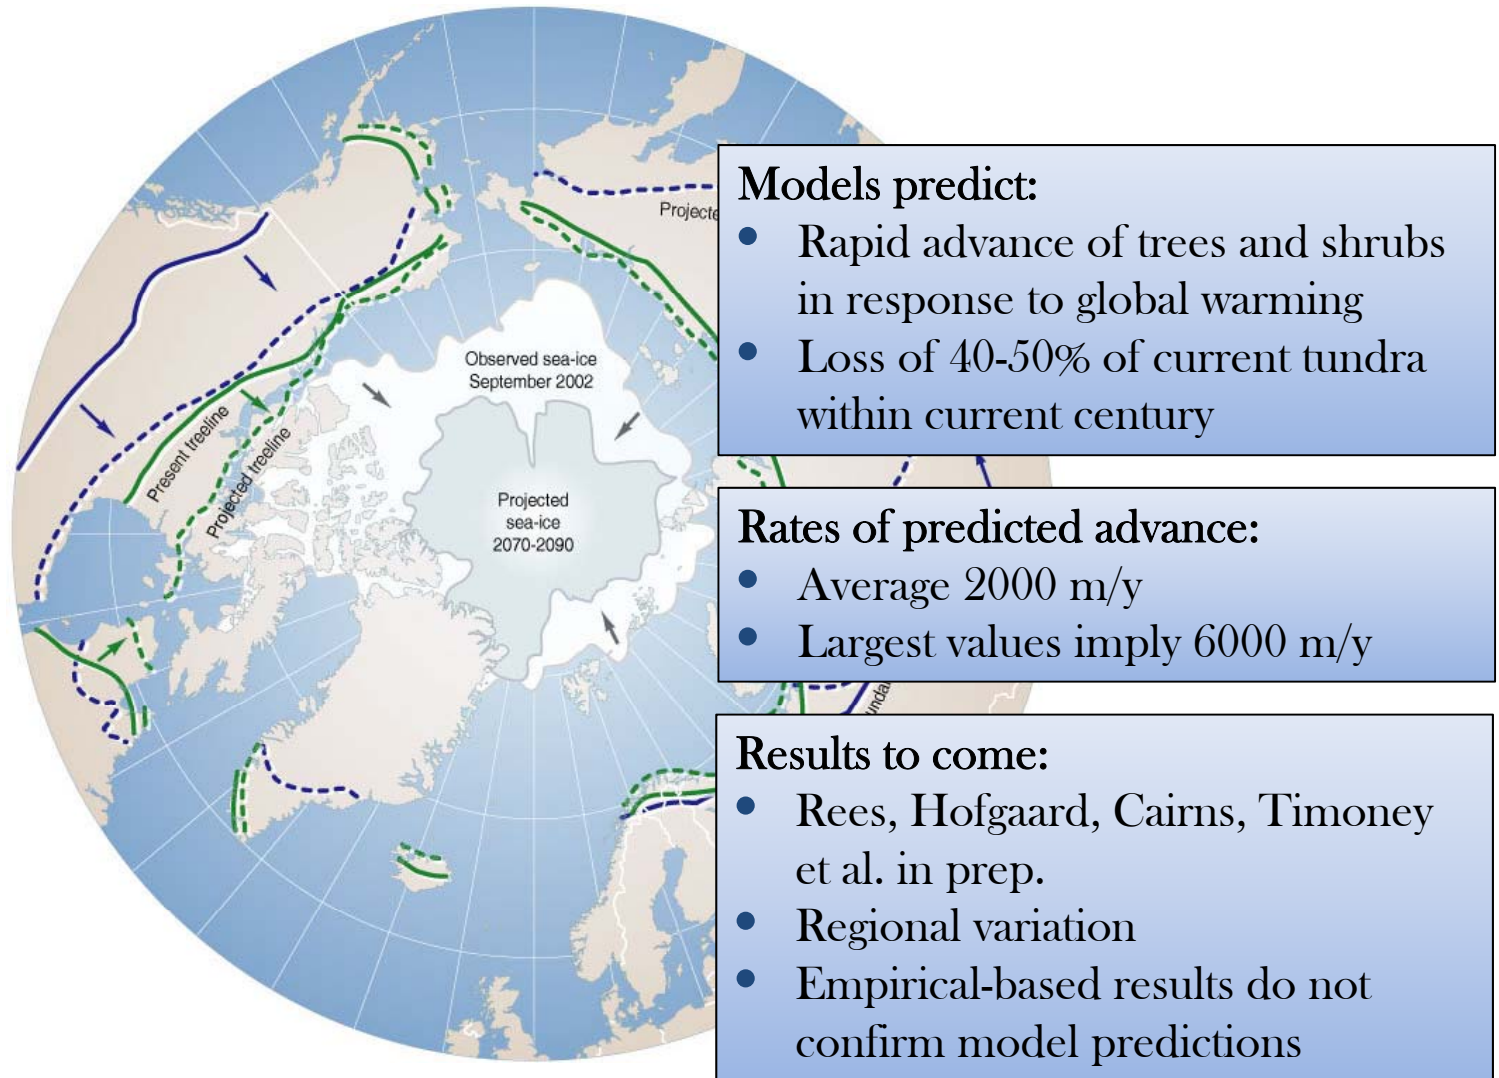 Models predict:
• Rapid advance of trees and shrubs
in response to global warming
• Loss of 40-50% of current tundra
within current century
Rates of predicted advance:
• Average 2000 m/y
• Largest values imply 6000 m/y
Results to come:
• Rees, Hofgaard, Cairns, Timoney
et al. in prep.
• Regional variation
• Empirical-based results do not
confirm model predictions
Observed sea-ice
September 2002
Projected
sea-ice
2070-2090
Present treeline
Projected treeline